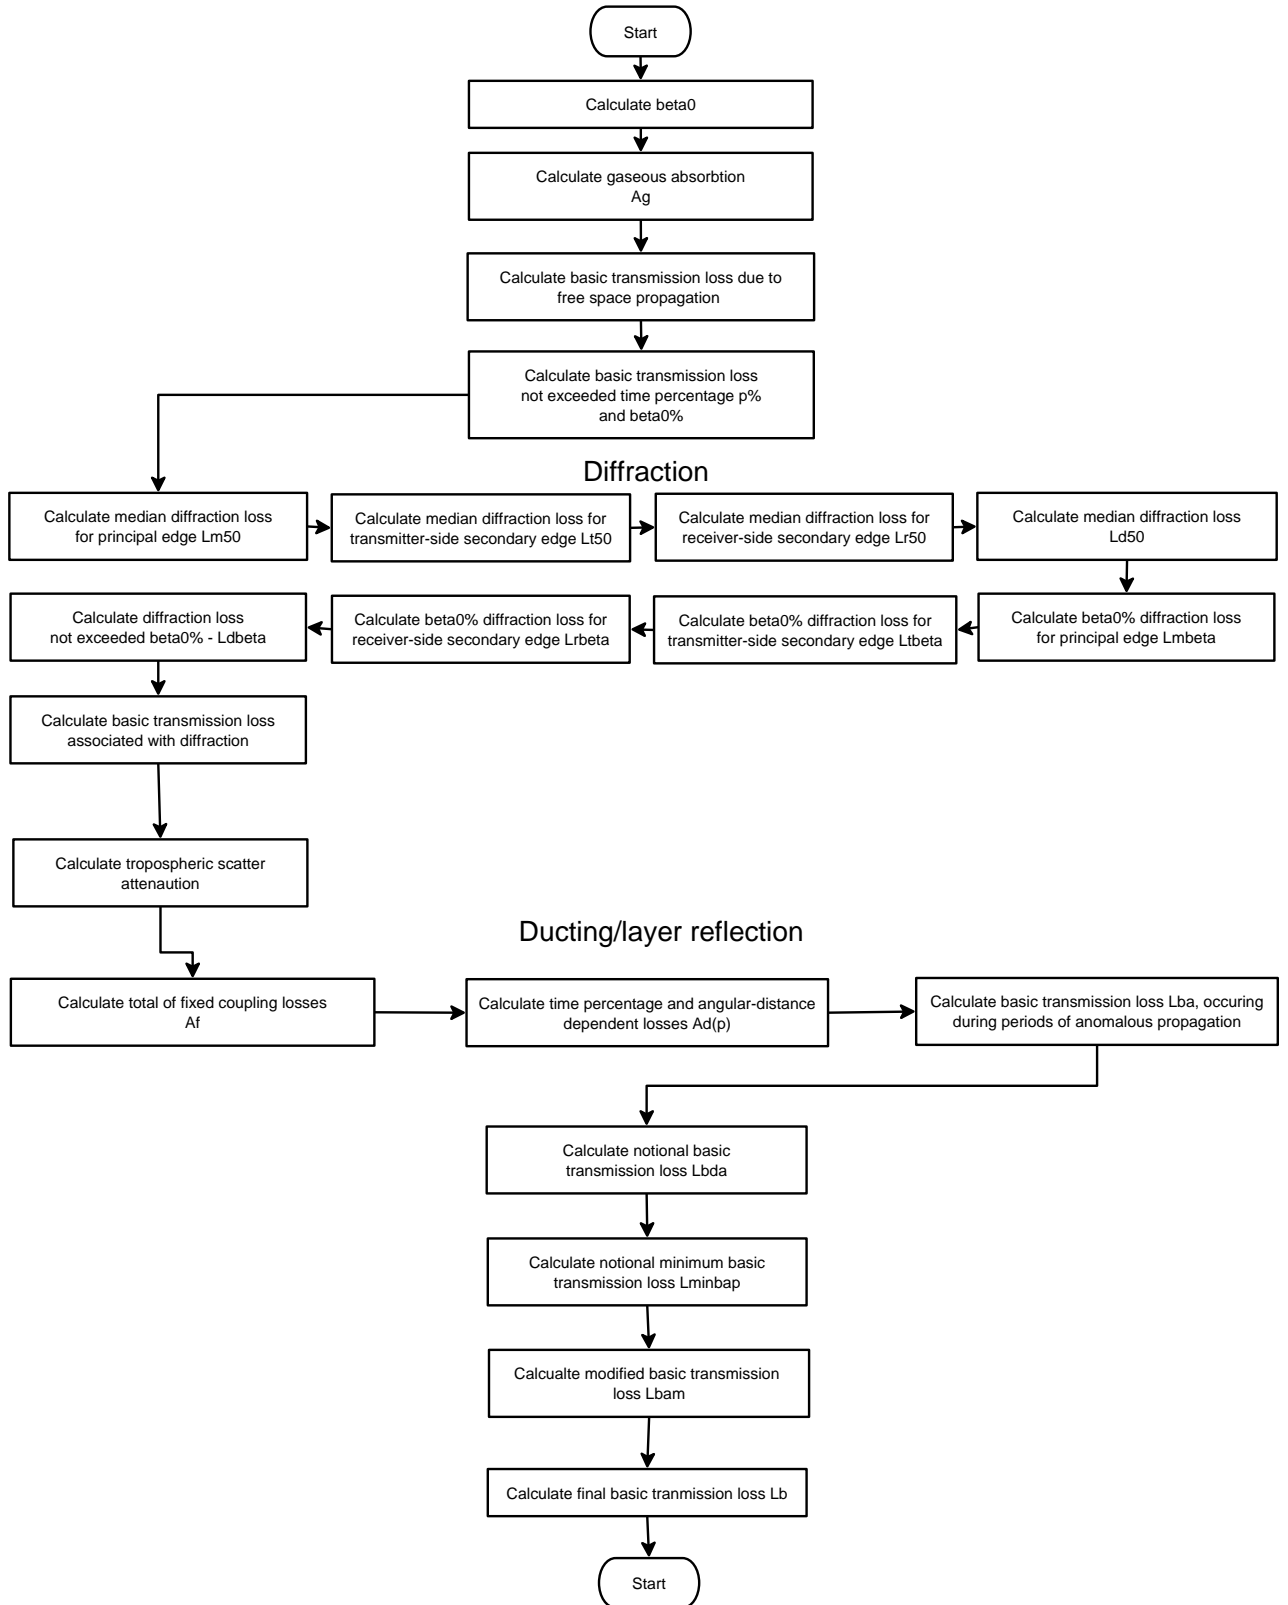 Start
Calculate beta0
Calculate gaseous absorbtion
Ag
Calculate basic transmission loss due to
free space propagation
Calculate basic transmission loss
not exceeded time percentage p%
and beta0%
Diffraction
Calculate median diffraction loss
for principal edge Lm50
Calculate median diffraction loss for
transmitter-side secondary edge Lt50
Calculate median diffraction loss for
receiver-side secondary edge Lr50
Calculate median diffraction loss
Ld50
Calculate beta0% diffraction loss
for principal edge Lmbeta
Calculate beta0% diffraction loss for
transmitter-side secondary edge Ltbeta
Calculate beta0% diffraction loss for
receiver-side secondary edge Lrbeta
Calculate diffraction loss
not exceeded beta0% - Ldbeta
Calculate basic transmission loss
associated with diffraction
Calculate tropospheric scatter
attenaution
Ducting/layer reflection
Calculate total of fixed coupling losses
Af
Calculate time percentage and angular-distance
dependent losses Ad(p)
Calculate basic transmission loss Lba, occuring
during periods of anomalous propagation
Calculate notional basic
transmission loss Lbda
Calculate notional minimum basic
transmission loss Lminbap
Calcualte modified basic transmission
loss Lbam
Calculate final basic tranmission loss Lb
Start